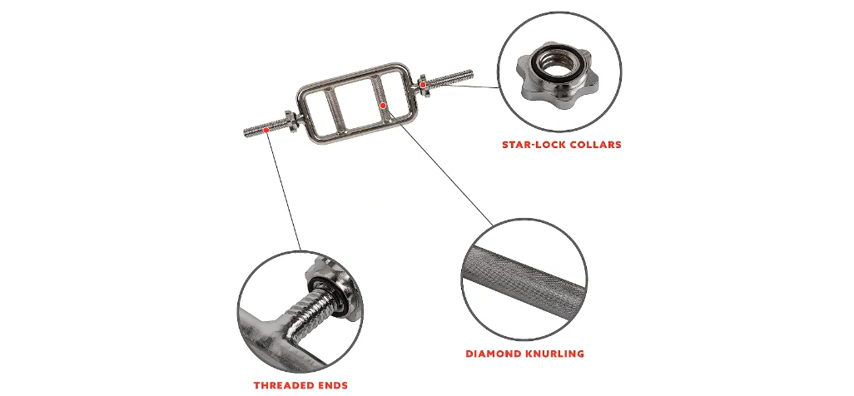 STAR-LOCK COLLARS
DIAMOND KNURLING
THREADED ENDS